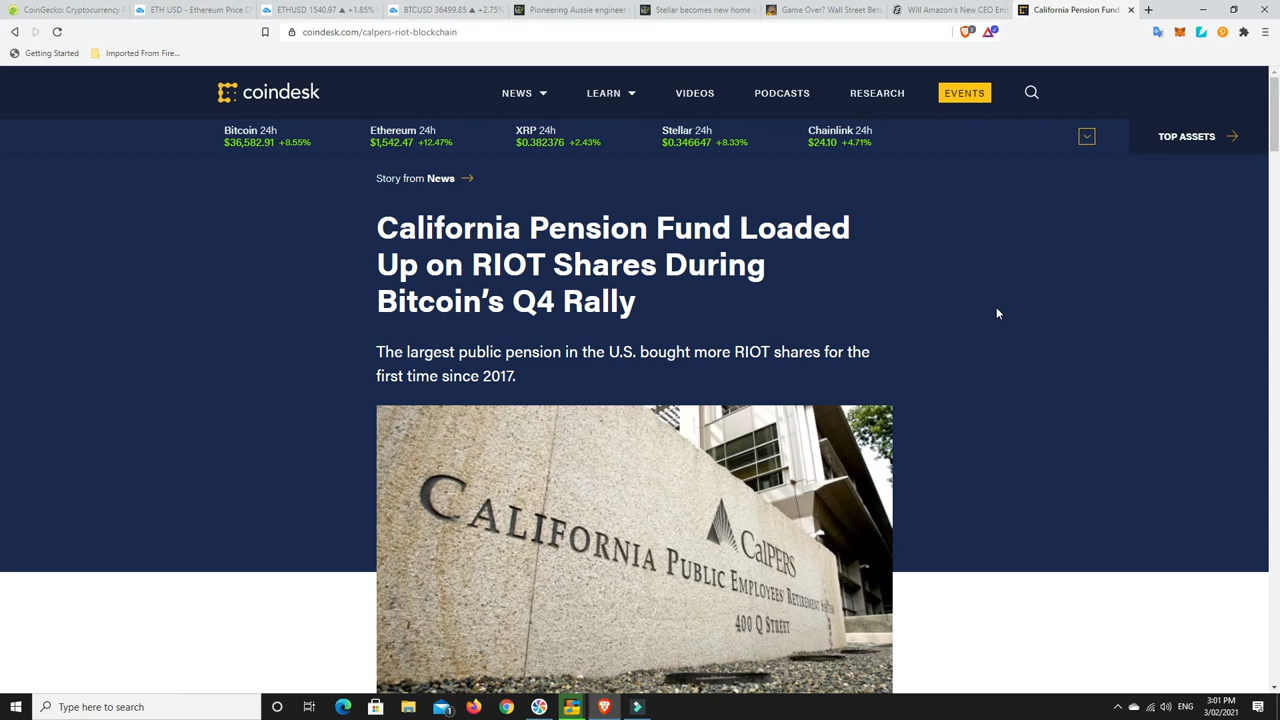 CoinGecko: Cryptocurrency P
ETH USD - Ethereum Price C
ETHUSD 1540.97 ▲ +1.85%
BTCUSD 36499.85 ▲ +2.75%
Pioneering Aussie engineer
Stellar becomes new home
Game Over? Wall Street Bets
Will Amazon's New CEO Em
California Pension Fund
coindesk.com/calpers-riot-blockchain
Getting Started
Imported From Fire...
coindesk
NEWS
LEARN
VIDEOS
PODCASTS
RESEARCH
EVENTS
Bitcoin 24h
$36,582.91 +8.55%
Ethereum 24h
$1,542.47 +12.47%
XRP 24h
$0.382376 +2.43%
Stellar 24h
$0.346647 +8.33%
Chainlink 24h
$24.10 +4.71%
TOP ASSETS
Story from News
California Pension Fund Loaded
Up on RIOT Shares During
Bitcoin's Q4 Rally
The largest public pension in the U.S. bought more RIOT shares for the
first time since 2017.
CalPERS
California Public Employees' Retirement
400 Q Street
Type here to search
ENG
3:01 PM
3/02/2021